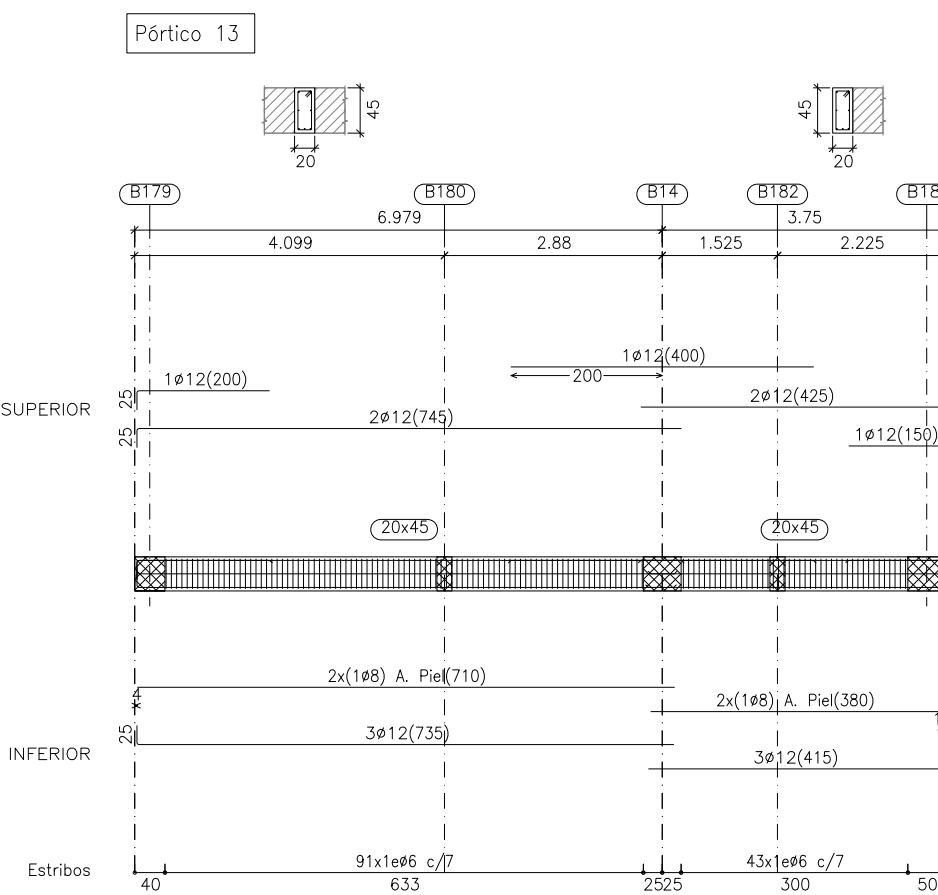 Pórtico 13
45
45
20
20
B179 B180 B14 B182 B18
6.979 3.75
4.099 2.88 1.525 2.225
1ø12(400)
200
1ø12(200)
25
2ø12(425)
SUPERIOR
2ø12(745)
25
1ø12(150)
20x45 20x45
2x(1ø8) A. Piel(710)
4
2x(1ø8) A. Piel(380)
25
3ø12(735)
INFERIOR
3ø12(415)
91x1eø6 c/7 43x1eø6 c/7
Estribos
40 633 25 25 300 50